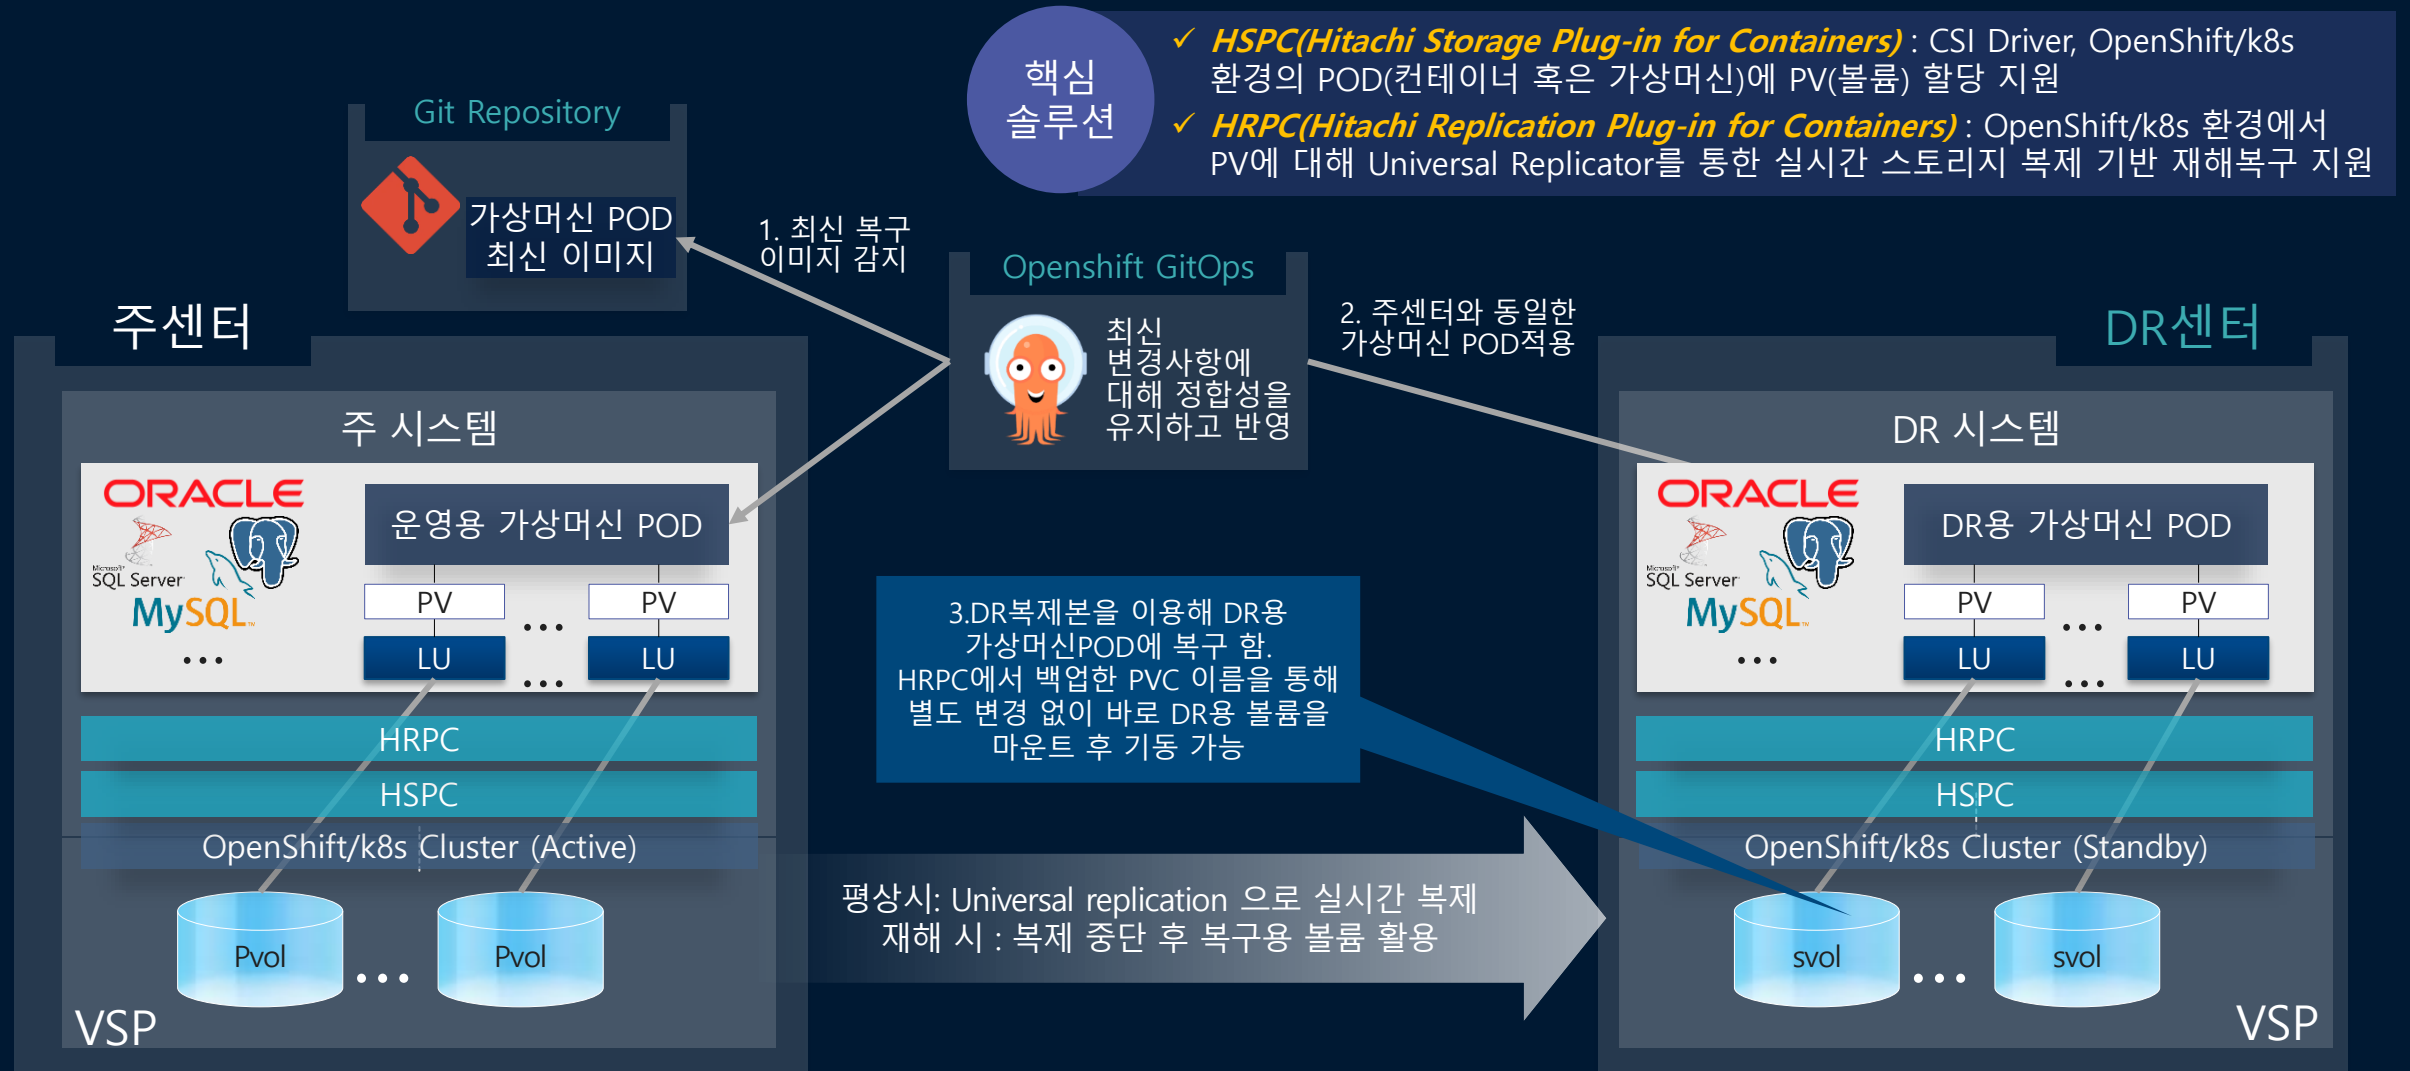 핵심
솔루션
✓ HSPC(Hitachi Storage Plug-in for Containers) : CSI Driver, OpenShift/k8s
환경의 POD(컨테이너 혹은 가상머신)에 PV(볼륨) 할당 지원
✓ HRPC(Hitachi Replication Plug-in for Containers) : OpenShift/k8s 환경에서
PV에 대해 Universal Replicator를 통한 실시간 스토리지 복제 기반 재해복구 지원
Git Repository
가상머신 POD
최신 이미지
1. 최신 복구
이미지 감지
Openshift GitOps
최신
변경사항에
대해 정합성을
유지하고 반영
2. 주센터와 동일한
가상머신 POD적용
주센터
주 시스템
ORACLE
Microsoft
SQL Server
MySQL™
...
운영용 가상머신 POD
PV
...
PV
LU
...
LU
HRPC
HSPC
OpenShift/k8s Cluster (Active)
Pvol
...
Pvol
VSP
3.DR복제본을 이용해 DR용
가상머신POD에 복구 함.
HRPC에서 백업한 PVC 이름을 통해
별도 변경 없이 바로 DR용 볼륨을
마운트 후 기동 가능
평상시: Universal replication 으로 실시간 복제
재해 시 : 복제 중단 후 복구용 볼륨 활용
DR센터
DR 시스템
ORACLE
Microsoft
SQL Server
MySQL™
...
DR용 가상머신 POD
PV
...
PV
LU
...
LU
HRPC
HSPC
OpenShift/k8s Cluster (Standby)
svol
...
svol
VSP